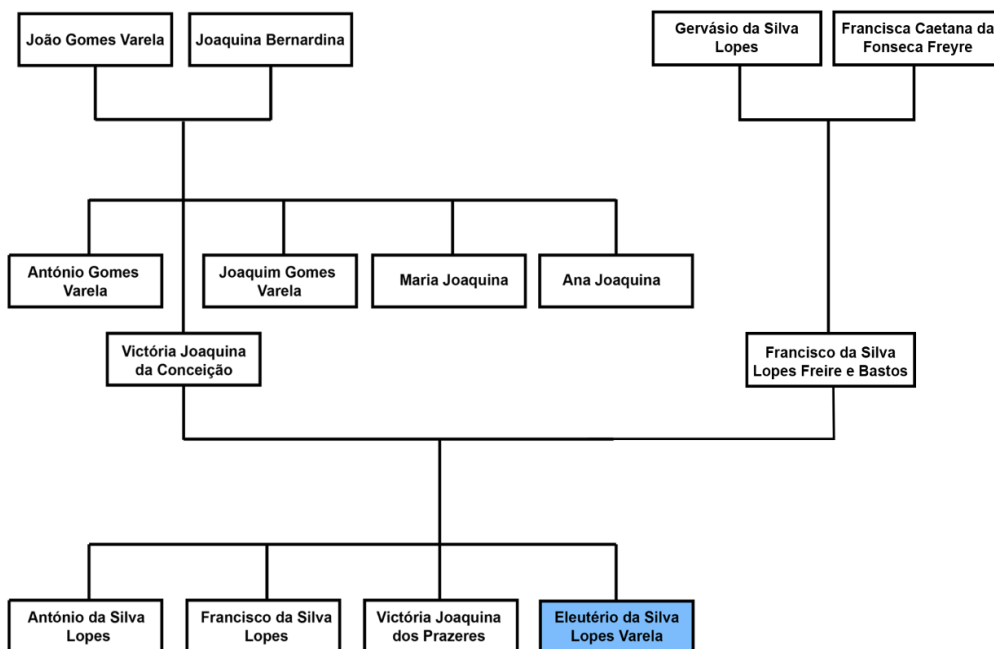 João Gomes Varela
Joaquina Bernardina
Gervásio da Silva
Lopes
Francisca Caetana da
Fonseca Freyre
António Gomes
Varela
Joaquim Gomes
Varela
Maria Joaquina
Ana Joaquina
Victória Joaquina
da Conceição
Francisco da Silva
Lopes Freire e Bastos
António da Silva
Lopes
Francisco da Silva
Lopes
Victória Joaquina
dos Prazeres
Eleutério da Silva
Lopes Varela